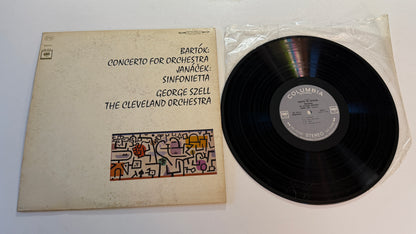 BARTÓK:
CONCERTO FOR ORCHESTRA
JANÁČEK:
SINFONIETTA
GEORGE SZELL
THE CLEVELAND ORCHESTRA
COLUMBIA
STEREO